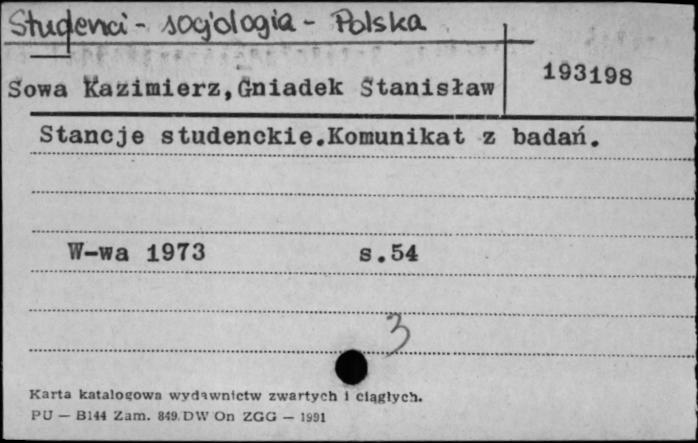 Studenci - socjologia - Polska
193198
Sowa Kazimierz,Gniadek Stanisław
Stancje studenckie.Komunikat z badań.
W-wa 1973 s.54
3
Karta katalogowa wydawnictw zwartych i ciągłych.
PU — B144 Zam. 849. DW On ZGG — 1991